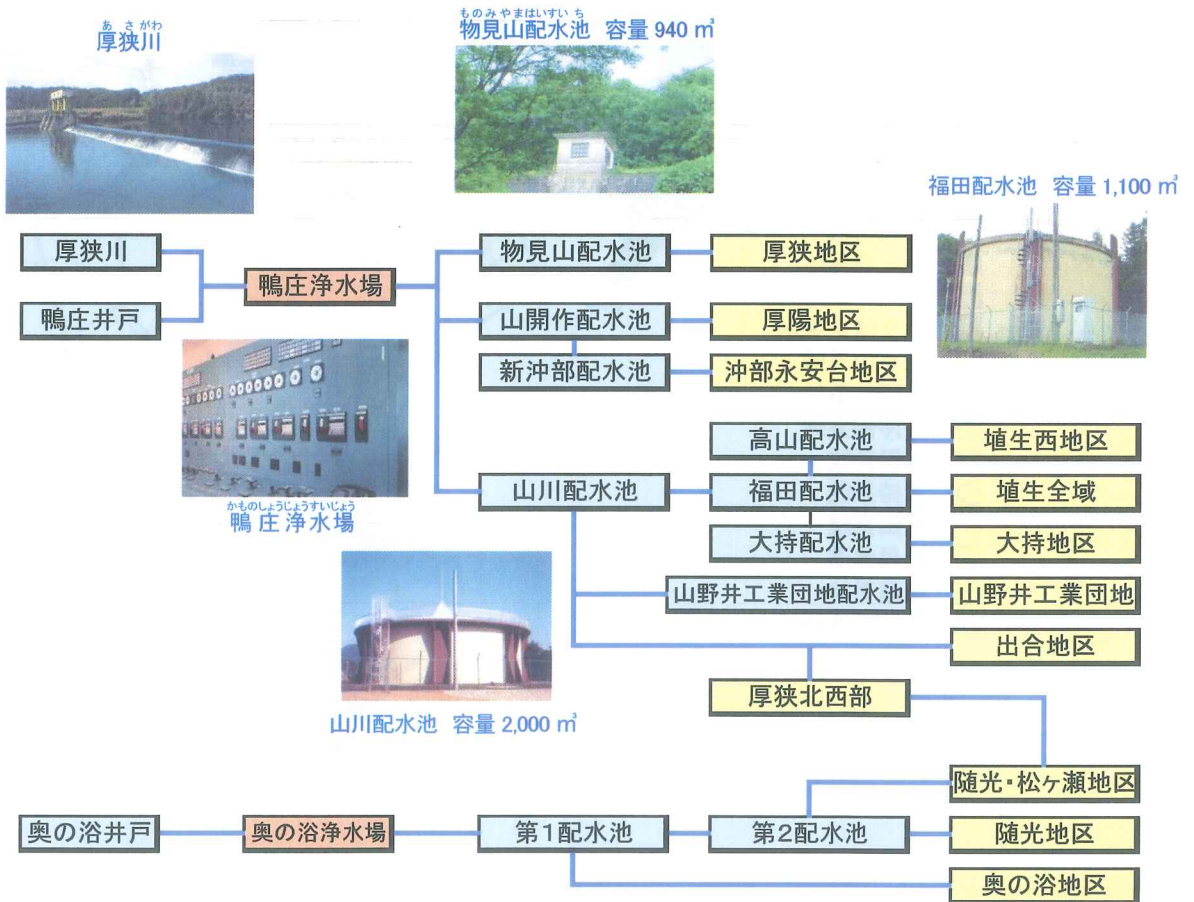 あさがわ
厚狭川
ものみやまはいすいち
物見山配水池 容量 940 ㎥
福田配水池 容量 1,100 ㎥
厚狭川
物見山配水池
厚狭地区
鴨庄浄水場
鴨庄井戸
山開作配水池
厚陽地区
新沖部配水池
沖部永安台地区
高山配水池
埴生西地区
山川配水池
福田配水池
埴生全域
かものしょうじょうすいじょう
鴨庄浄水場
大持配水池
大持地区
山野井工業団地配水池
山野井工業団地
出合地区
厚狭北西部
山川配水池 容量 2,000 ㎥
随光・松ヶ瀬地区
奥の浴井戸
奥の浴浄水場
第1配水池
第2配水池
随光地区
奥の浴地区